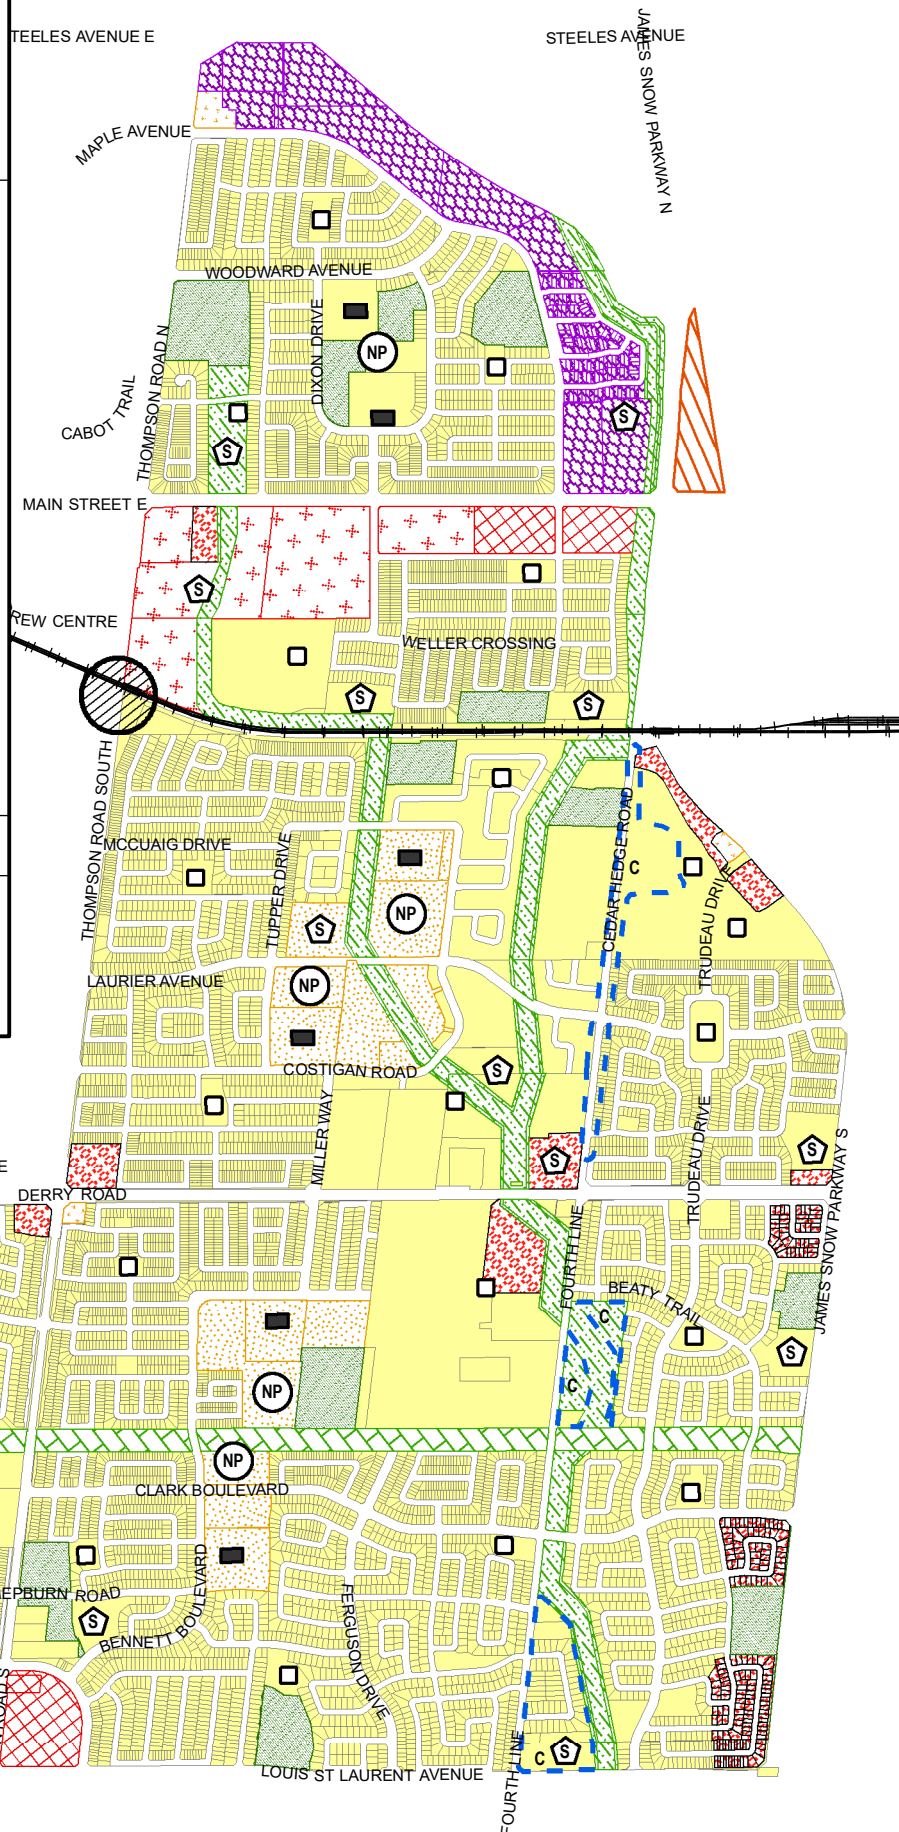 TEELES AVENUE E
STEELES AVENUE
JAMES SNOW PARKWAY N
MAPLE AVENUE
WOODWARD AVENUE
DIXON DRIVE
THOMPSON ROAD N
NP
CABOT TRAIL
S
S
MAIN STREET E
S
REW CENTRE
WELLER CROSSING
S
S
THOMPSON ROAD SOUTH
MCCUAIG DRIVE
TUPPER DRIVE
CEDAR HEDGE ROAD
C
TRUDEAU DRIVE
NP
S
LAURIER AVENUE
NP
COSTIGAN ROAD
S
MILLER WAY
TRUDEAU DRIVE
S
S
E
DERRY ROAD
JAMES SNOW PARKWAY S
FOURTH LINE
BEATY TRAIL
C
S
C
NP
NP
CLARK BOULEVARD
EPBURN ROAD
S
BENNETT BOULEVARD
FERGUSON DRIVE
ROAD S
C
S
LOUIS ST LAURENT AVENUE
FOURTH LINE